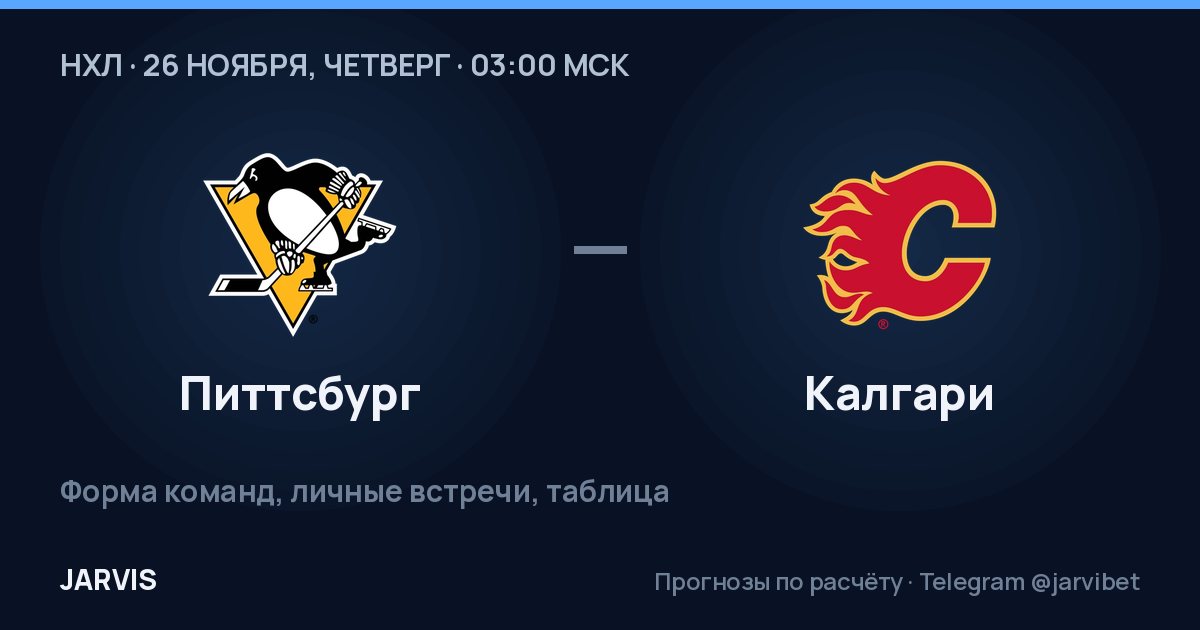 НХЛ · 26 НОЯБРЯ, ЧЕТВЕРГ · 03:00 МСК
—
Питтсбург
Калгари
Форма команд, личные встречи, таблица
JARVIS
Прогнозы по расчёту · Telegram @jarvibet